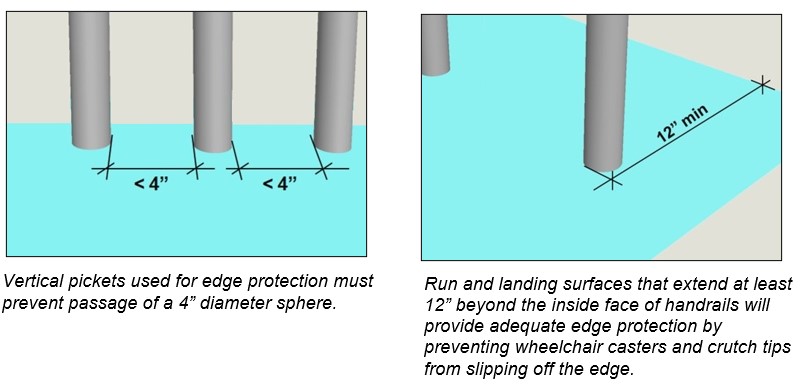 < 4”
< 4”
Vertical pickets used for edge protection must
prevent passage of a 4” diameter sphere.
12” min
Run and landing surfaces that extend at least
12” beyond the inside face of handrails will
provide adequate edge protection by
preventing wheelchair casters and crutch tips
from slipping off the edge.